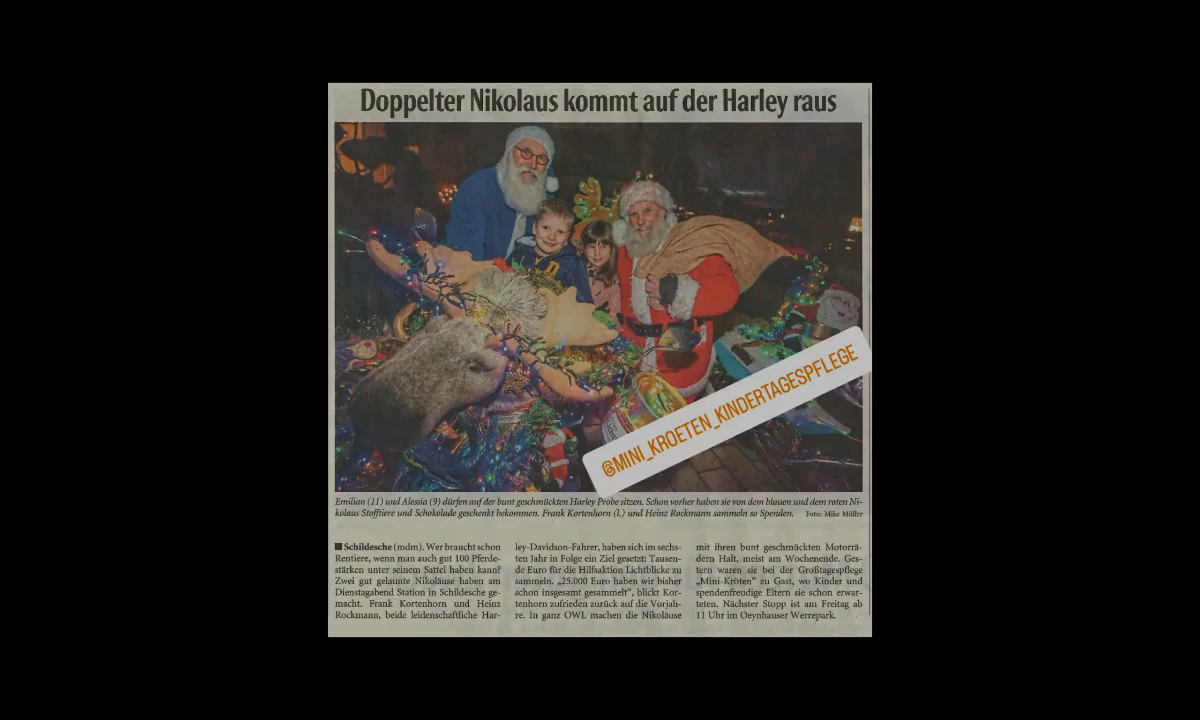 Doppelter Nikolaus kommt auf der Harley raus
@MINI_KROETEN_KINDERTAGESPFLEGE
Emilian (11) und Alessia (9) dürfen auf der bunt geschmückten Harley Probe sitzen. Schon vorher haben sie von dem blauen und dem roten Ni-
kolaus Stofftiere und Schokolade geschenkt bekommen. Frank Kortenhorn (l.) und Heinz Rockmann sammeln so Spenden. Foto: Mike Müller
Schildesche (mdm). Wer braucht schon
Rentiere, wenn man auch gut 100 Pferde-
stärken unter seinem Sattel haben kann?
Zwei gut gelaunte Nikoläuse haben am
Dienstagabend Station in Schildesche ge-
macht. Frank Kortenhorn und Heinz
Rockmann, beide leidenschaftliche Har-
ley-Davidson-Fahrer, haben sich im sechs-
ten Jahr in Folge ein Ziel gesetzt: Tausen-
de Euro für die Hilfsaktion Lichtblicke zu
sammeln. „25.000 Euro haben wir bisher
schon insgesamt gesammelt“, blickt Kor-
tenhorn zufrieden zurück auf die Vorjah-
re. In ganz OWL machen die Nikoläuse
mit ihren bunt geschmückten Motorrä-
dern Halt, meist am Wochenende. Ges-
tern waren sie bei der Großtagespflege
„Mini-Kröten“ zu Gast, wo Kinder und
spendenfreudige Eltern sie schon erwar-
teten. Nächster Stopp ist am Freitag ab
11 Uhr im Oeynhauser Werrepark.